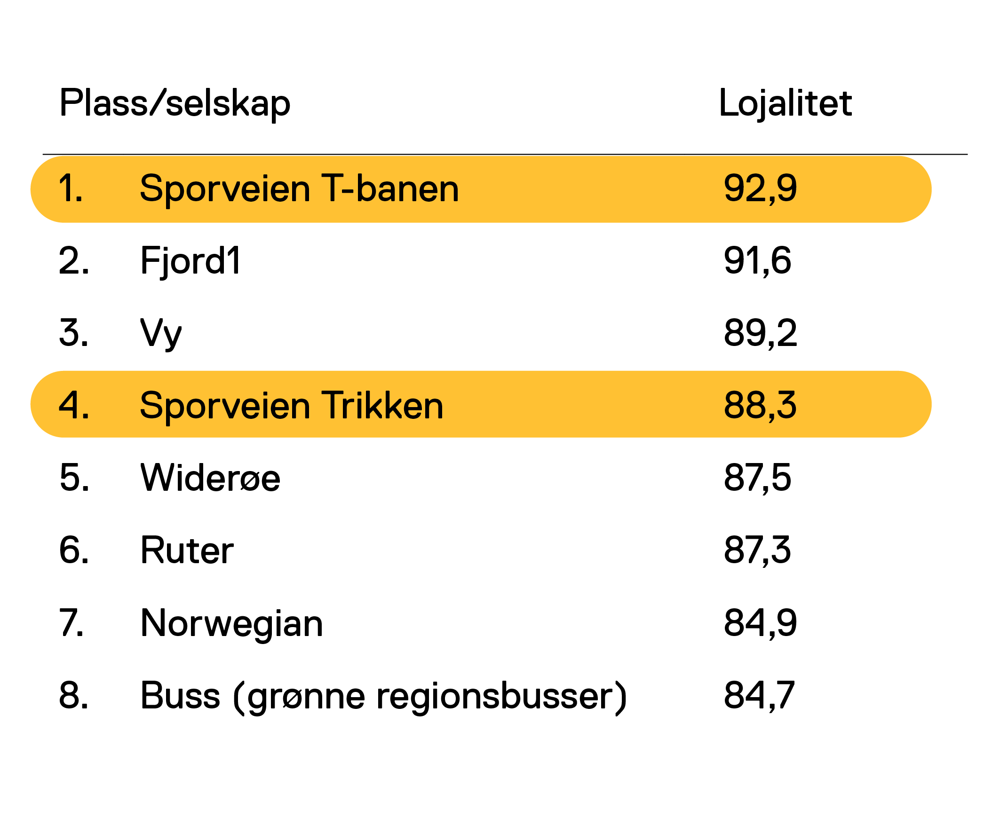 Plass/selskap Lojalitet
1. Sporveien T-banen 92,9
2. Fjord1 91,6
3. Vy 89,2
4. Sporveien Trikken 88,3
5. Widerøe 87,5
6. Ruter 87,3
7. Norwegian 84,9
8. Buss (grønne regionsbusser) 84,7